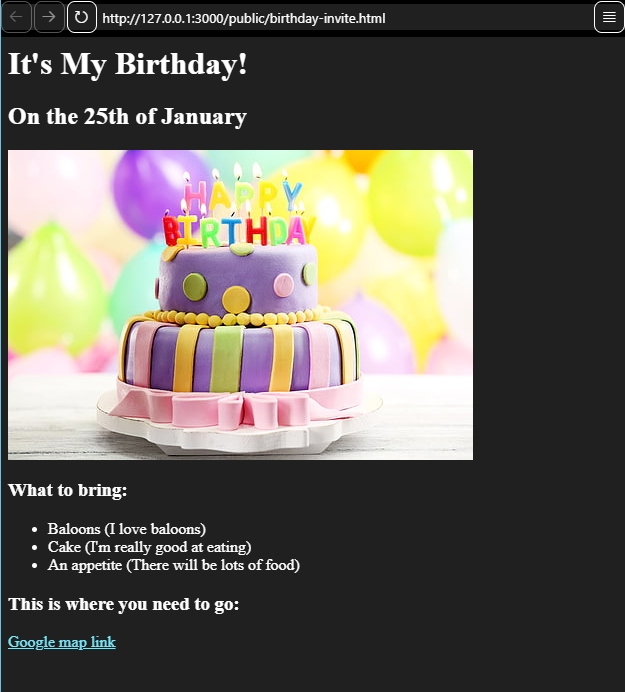 http://127.0.0.1:3000/public/birthday-invite.html
It's My Birthday!
On the 25th of January
HAPPY
BIRTHDAY
What to bring:
Baloons (I love baloons)
Cake (I'm really good at eating)
An appetite (There will be lots of food)
This is where you need to go:
Google map link